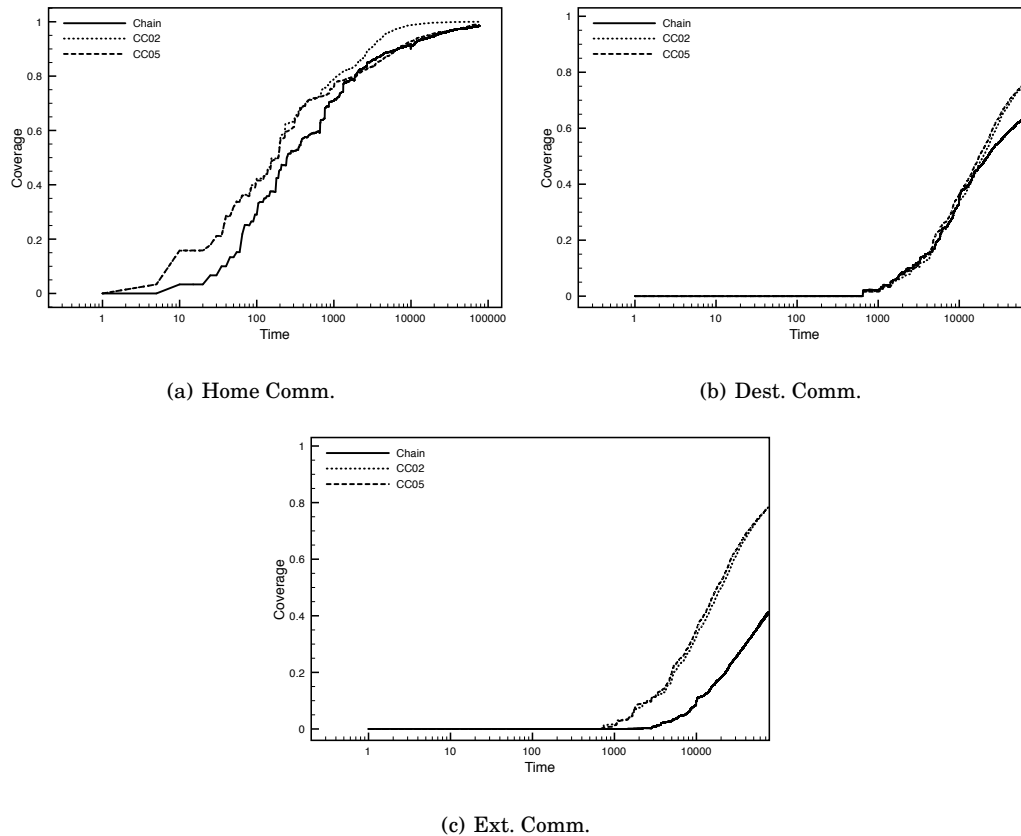 1
0.8
0.6
0.4
0.2
0
Coverage
Chain
CC02
CC05
1 10 100 1000 10000 100000
Time
(a) Home Comm.
1
0.8
0.6
0.4
0.2
0
Coverage
Chain
CC02
CC05
1 10 100 1000 10000
Time
(b) Dest. Comm.
1
0.8
0.6
0.4
0.2
0
Coverage
Chain
CC02
CC05
1 10 100 1000 10000
Time
(c) Ext. Comm.